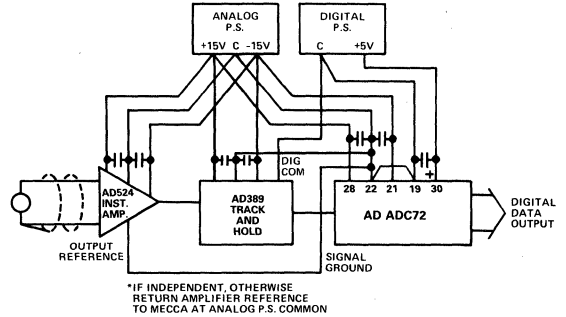 ANALOG
P.S.
DIGITAL
P.S.
+15V C -15V
C +5V
DIG
COM
28 22 21 19 30
+
AD524
INST.
AMP.
AD389
TRACK
AND
HOLD
AD ADC72
DIGITAL
DATA
OUTPUT
OUTPUT
REFERENCE
SIGNAL
GROUND
*IF INDEPENDENT, OTHERWISE
RETURN AMPLIFIER REFERENCE
TO MECCA AT ANALOG P.S. COMMON